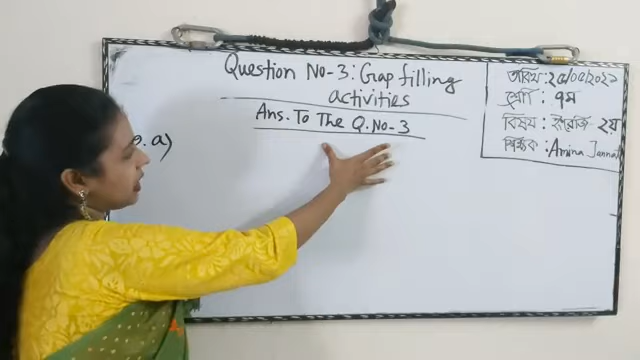 Question No-3: Gap filling
activities
Ans. To The Q.No-3
a)
তারিখ: ২৫/০৫/২০২১
শ্রেণি: ৭ম
বিষয়: ইংরেজি ২য়
শিক্ষক: Amina Jannat